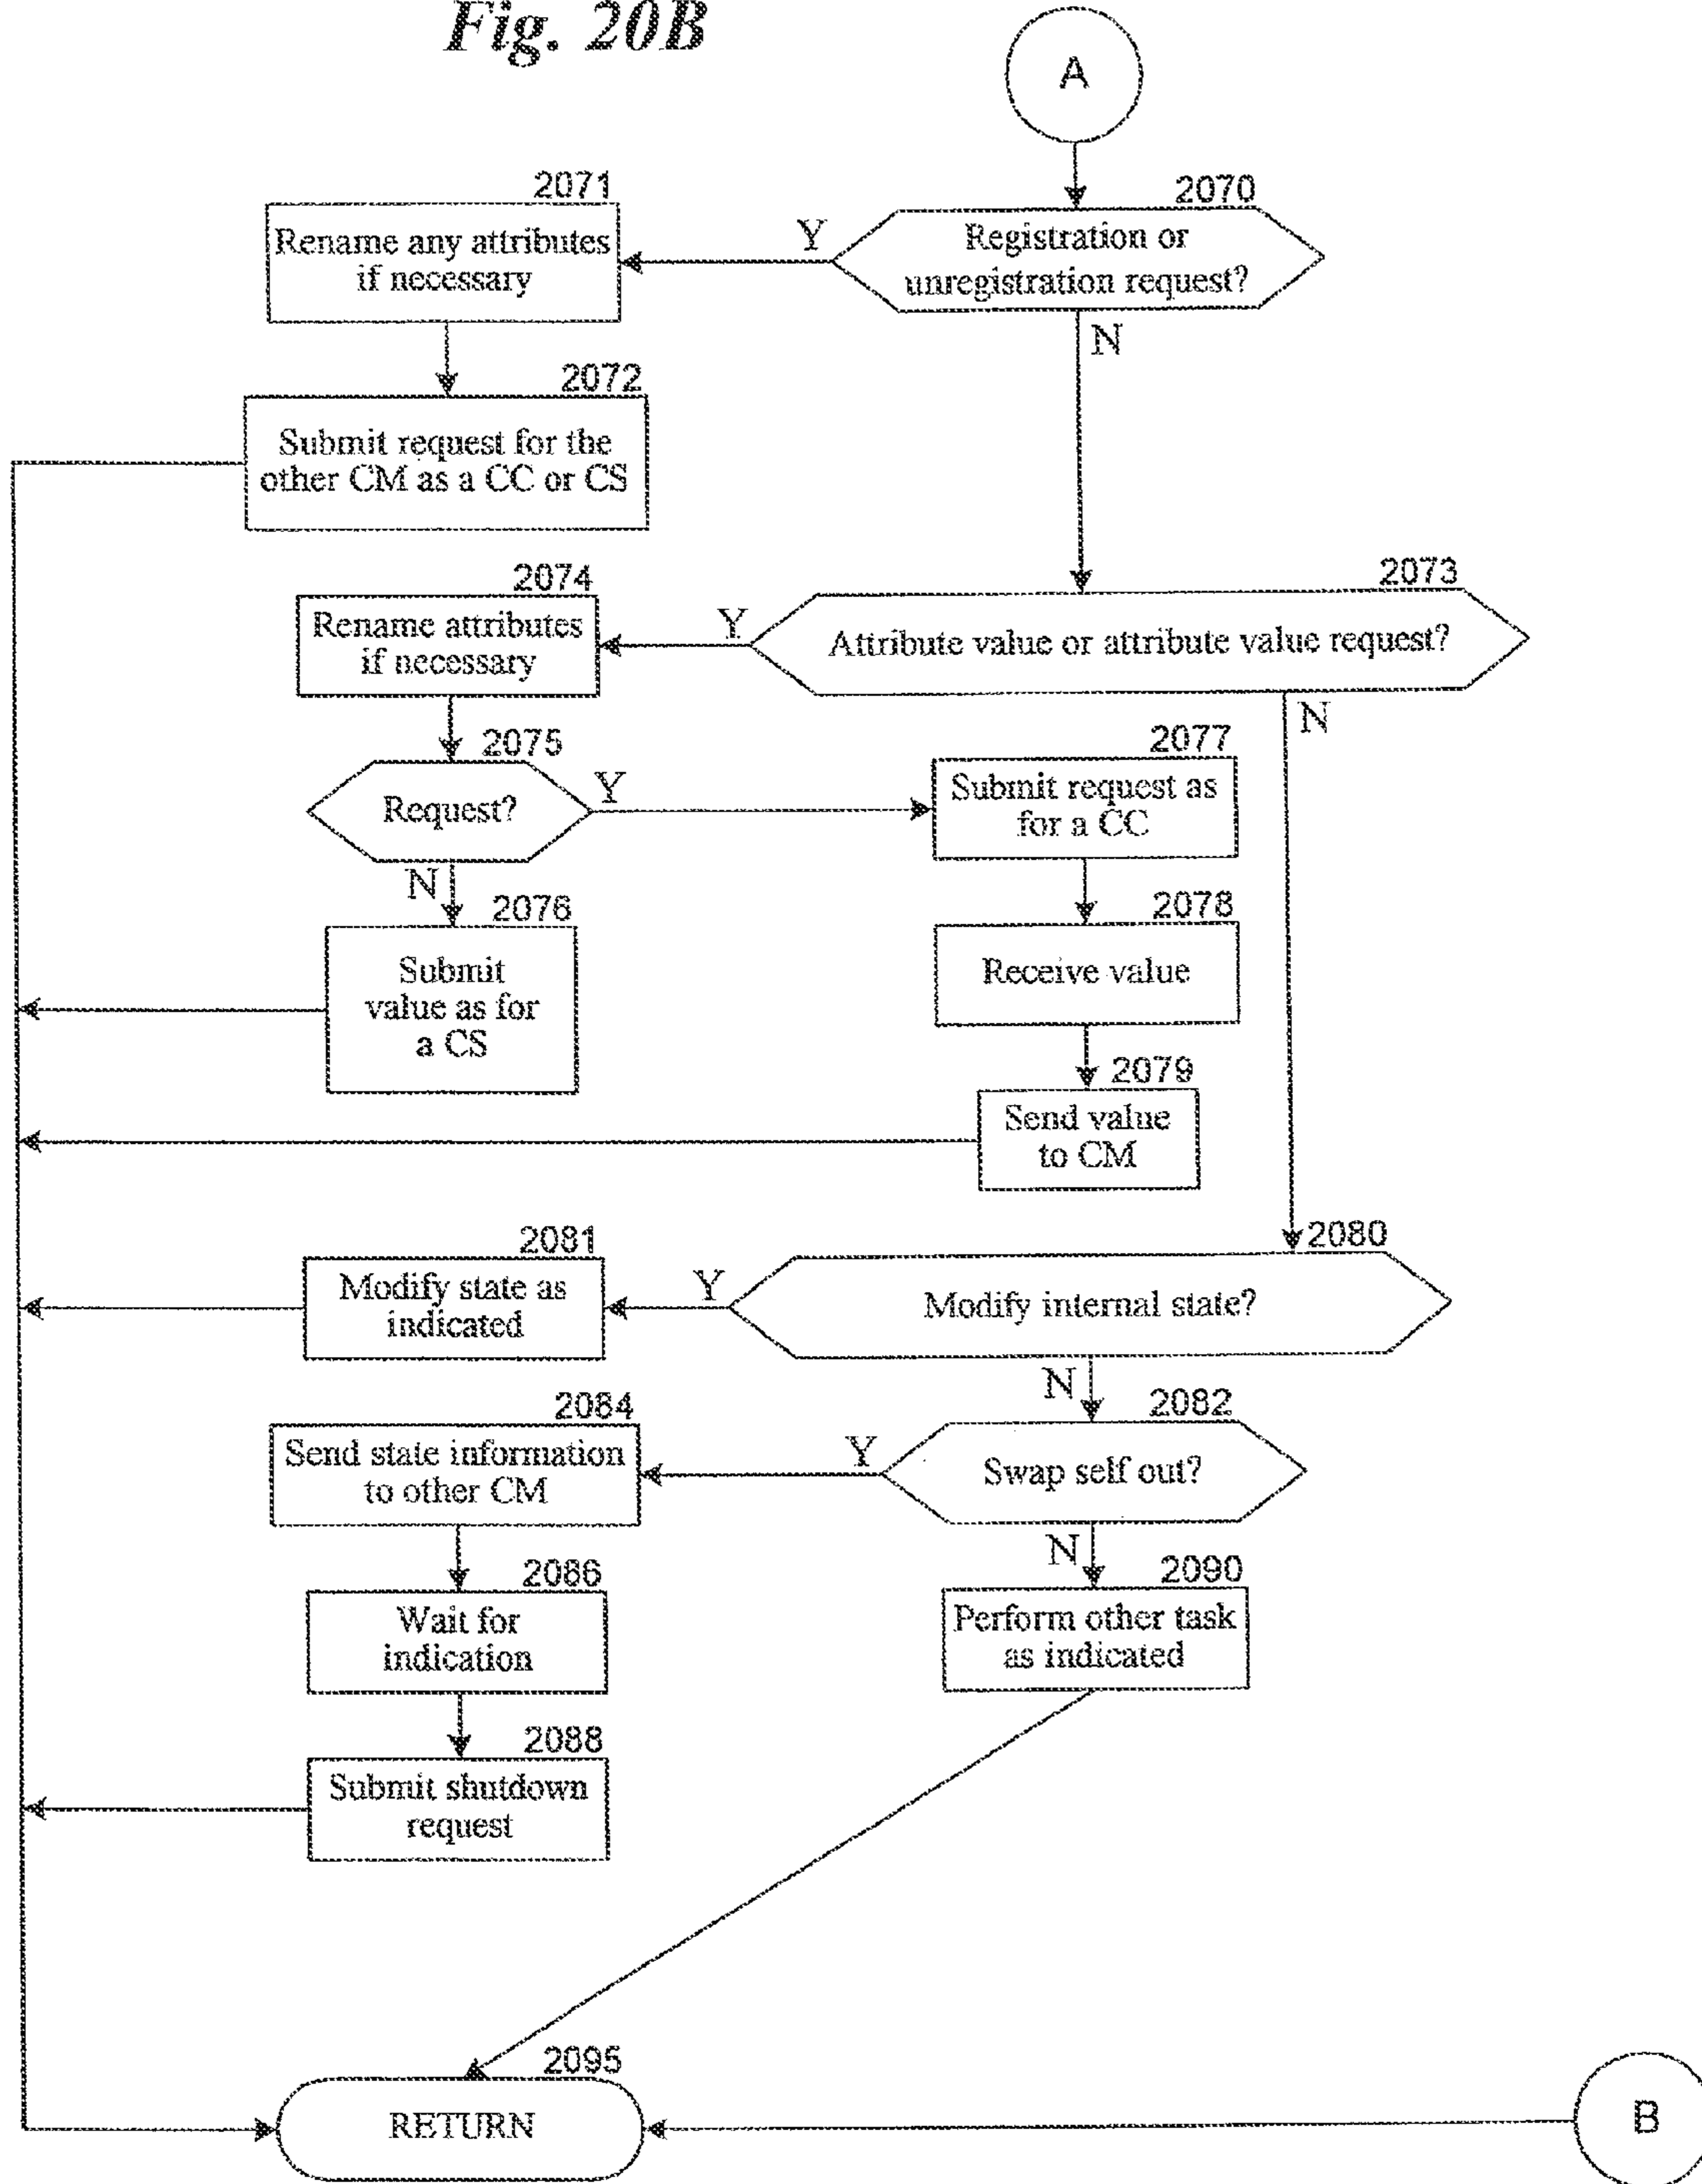 Fig. 20B
A
2070
Registration or
unregistration request?
Y
N
2071
Rename any attributes
if necessary
2072
Submit request for the
other CM as a CC or CS
2073
Attribute value or attribute value request?
Y
N
2074
Rename attributes
if necessary
2075
Request?
Y
N
2077
Submit request as
for a CC
2076
Submit
value as for
a CS
2078
Receive value
2079
Send value
to CM
2080
Modify internal state?
Y
N
2081
Modify state as
indicated
2082
Swap self out?
Y
N
2084
Send state information
to other CM
2086
Wait for
indication
2090
Perform other task
as indicated
2088
Submit shutdown
request
2095
RETURN
B